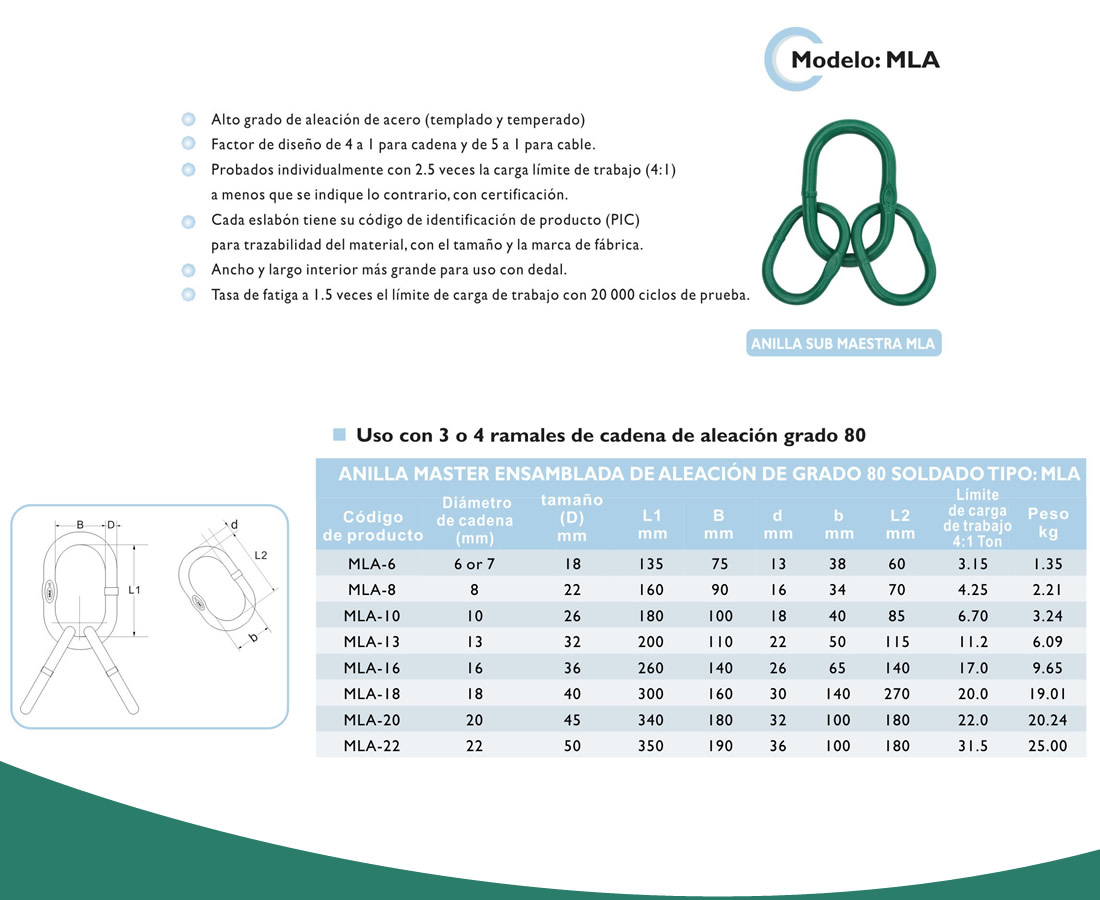 Modelo: MLA
Alto grado de aleación de acero (templado y temperado)
Factor de diseño de 4 a 1 para cadena y de 5 a 1 para cable.
Probados individualmente con 2.5 veces la carga límite de trabajo (4:1)
a menos que se indique lo contrario, con certificación.
Cada eslabón tiene su código de identificación de producto (PIC)
para trazabilidad del material, con el tamaño y la marca de fábrica.
Ancho y largo interior más grande para uso con dedal.
Tasa de fatiga a 1.5 veces el límite de carga de trabajo con 20 000 ciclos de prueba.
ANILLA SUB MAESTRA MLA
Uso con 3 o 4 ramales de cadena de aleación grado 80
ANILLA MASTER ENSAMBLADA DE ALEACIÓN DE GRADO 80 SOLDADO TIPO: MLA
Código de producto Diámetro de cadena (mm) tamaño (D) mm L1 mm B mm d mm b mm L2 mm Límite de carga de trabajo 4:1 Ton Peso kg
MLA-6 6 or 7 18 135 75 13 38 60 3.15 1.35
MLA-8 8 22 160 90 16 34 70 4.25 2.21
MLA-10 10 26 180 100 18 40 85 6.70 3.24
MLA-13 13 32 200 110 22 50 115 11.2 6.09
MLA-16 16 36 260 140 26 65 140 17.0 9.65
MLA-18 18 40 300 160 30 140 270 20.0 19.01
MLA-20 20 45 340 180 32 100 180 22.0 20.24
MLA-22 22 50 350 190 36 100 180 31.5 25.00
B D
L1
d
L2
b